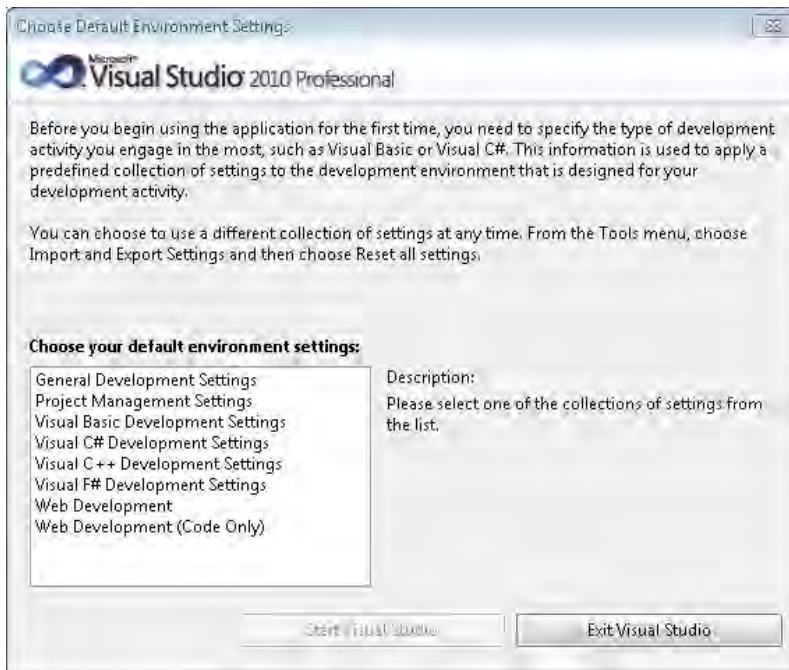 Choose Default Environment Settings
Microsoft
Visual Studio 2010 Professional
Before you begin using the application for the first time, you need to specify the type of development
activity you engage in the most, such as Visual Basic or Visual C#. This information is used to apply a
predefined collection of settings to the development environment that is designed for your
development activity.
You can choose to use a different collection of settings at any time. From the Tools menu, choose
Import and Export Settings and then choose Reset all settings.
Choose your default environment settings:
General Development Settings
Project Management Settings
Visual Basic Development Settings
Visual C# Development Settings
Visual C++ Development Settings
Visual F# Development Settings
Web Development
Web Development (Code Only)
Description:
Please select one of the collections of settings from
the list.
Start Visual Studio
Exit Visual Studio